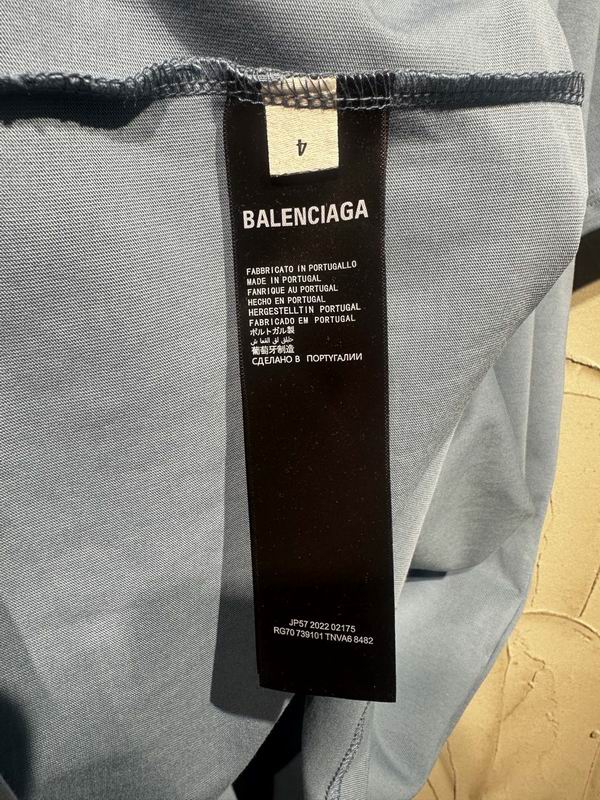 4
BALENCIAGA
FABBRICATO IN PORTUGALLO
MADE IN PORTUGAL
FANRIQUE AU PORTUGAL
HECHO EN PORTUGAL
HERGESTELLTIN PORTUGAL
FABRICADO EM PORTUGAL
ポルトガル製
葡萄牙制造
СДЕЛАНО В ПОРТУГАЛИИ
JP57 2022 02175
RG70 739101 TNVA6 8482